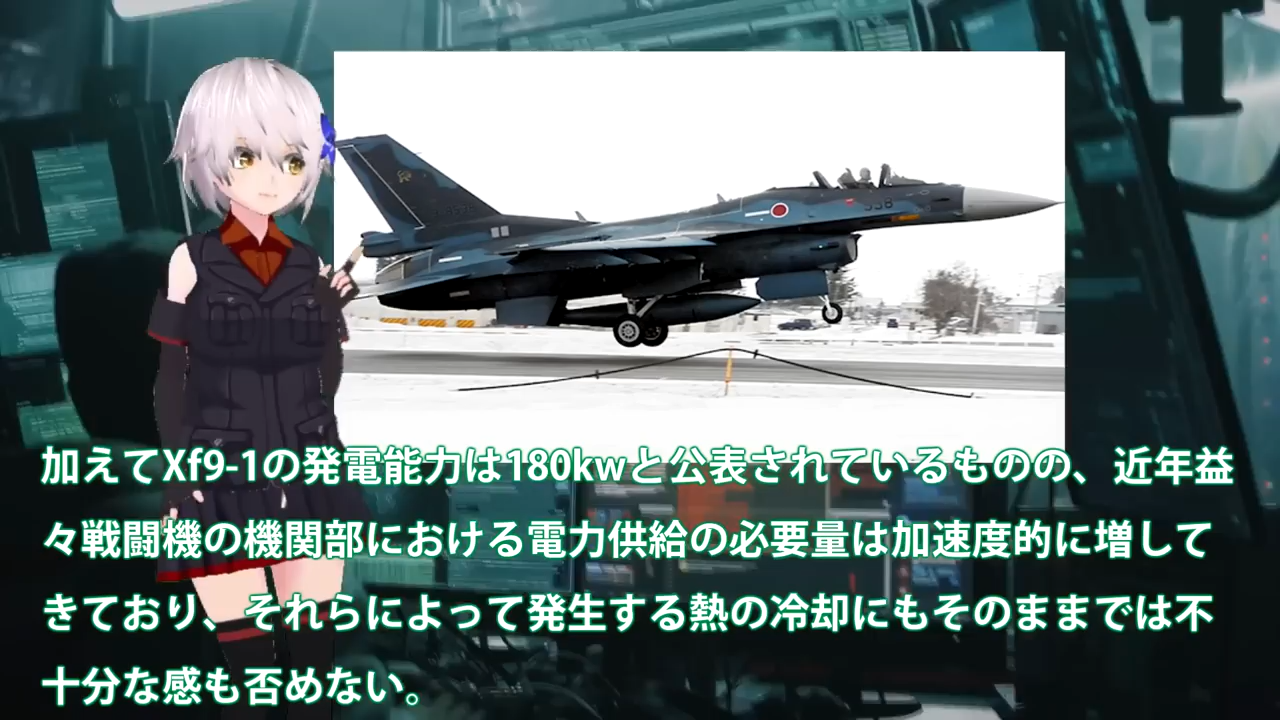 加えてXf9-1の発電能力は180kwと公表されているものの、近年益
々戦闘機の機関部における電力供給の必要量は加速度的に増して
きており、それらによって発生する熱の冷却にもそのままでは不
十分な感も否めない。